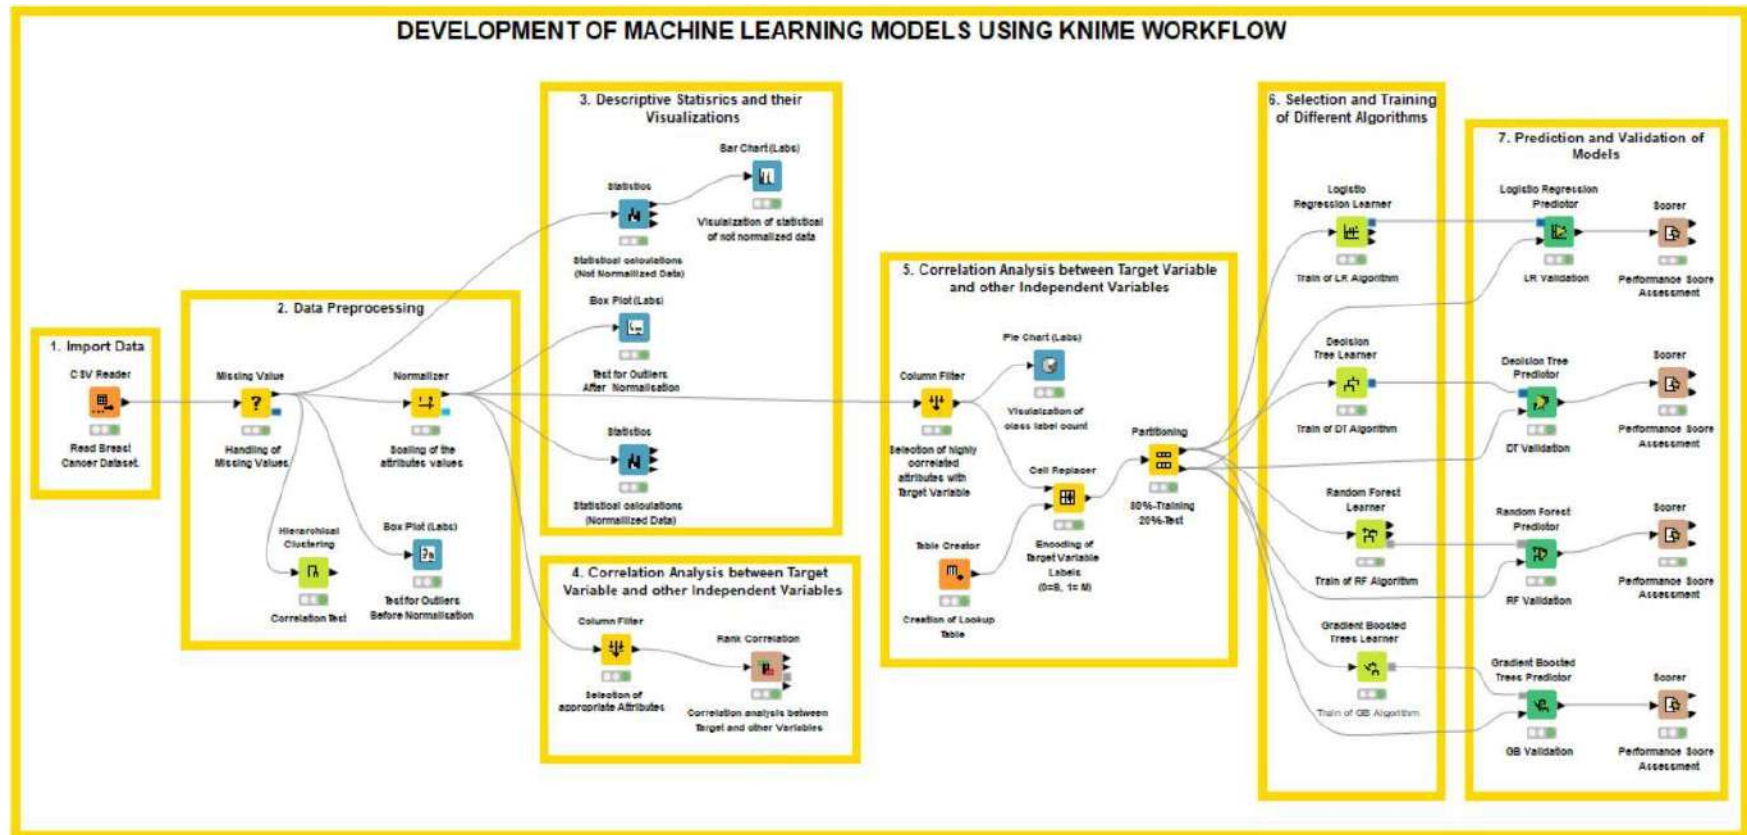 DEVELOPMENT OF MACHINE LEARNING MODELS USING KNIME WORKFLOW
1. Import Data
CSV Reader
Read Breast
Cancer Dataset.
2. Data Preprocessing
Missing Value
Handling of
Missing Values
Normalizer
Scaling of the
attributes values
Hierarchical
Clustering
Correlation Test
Box Plot (Labs)
Test for Outliers
Before Normalisation
3. Descriptive Statisrics and their
Visualizations
Bar Chart (Labs)
Visualzation of statistical
of not normalized data
Statistics
Statistical calculations
(Not Normalized Data)
Box Plot (Labs)
Test for Outliers
After Normalisation
Statistics
Statistical calculations
(Normalized Data)
4. Correlation Analysis between Target
Variable and other Independent Variables
Column Filter
Selection of
appropriate Attributes
Rank Correlation
Correlation analysis between
Target and other Variables
5. Correlation Analysis between Target Variable
and other Independent Variables
Pie Chart (Labs)
Visualzation of
class label count
Column Filter
Selection of highly
correlated
attributes with
Target Variable
Cell Replacer
Encoding of
Target Variable
Labels
(0=B, 1= M)
Table Creator
Creation of Lookup
Table
Partitioning
80%-Training
20%-Test
6. Selection and Training
of Different Algorithms
Logistic
Regression Learner
Train of LR Algorithm
Decision
Tree Learner
Train of DT Algorithm
Random Forest
Learner
Train of RF Algorithm
Gradient Boosted
Trees Learner
Train of GB Algorithm
7. Prediction and Validation of
Models
Logistic Regression
Predictor
LR Validation
Scorer
Performance Score
Assessment
Decision Tree
Predictor
DT Validation
Scorer
Performance Score
Assessment
Random Forest
Predictor
RF Validation
Scorer
Performance Score
Assessment
Gradient Boosted
Trees Predictor
GB Validation
Scorer
Performance Score
Assessment